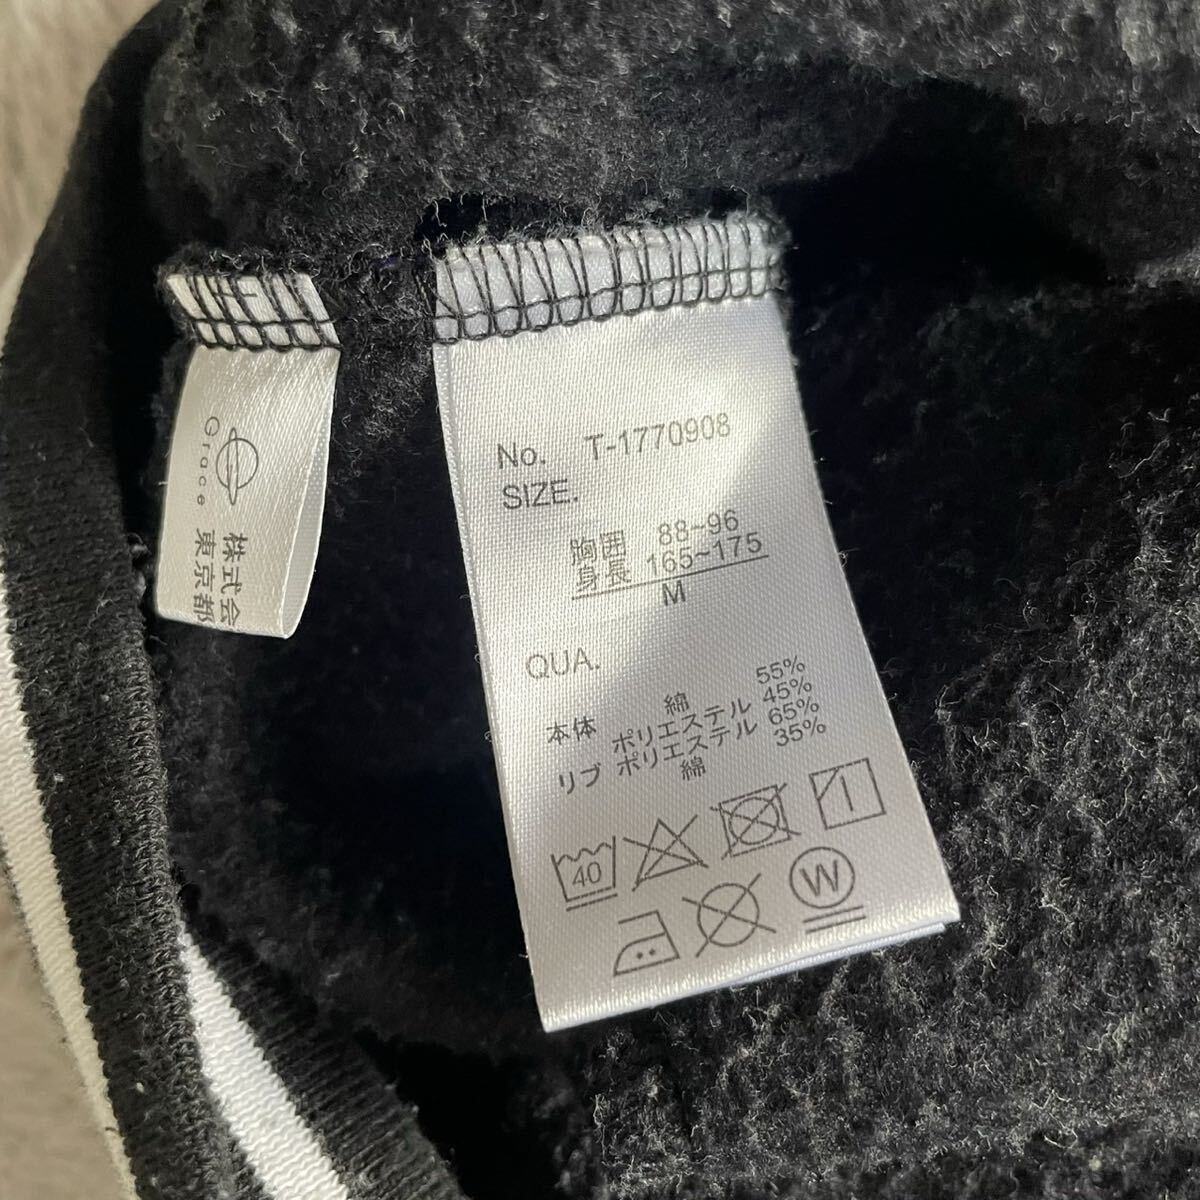 Grace
株式会
東京都
No. T-1770908
SIZE.
胸囲 88~96
身長 165~175
M
QUA.
本体 綿 55%
ポリエステル 45%
リブ ポリエステル 65%
綿 35%
40
W